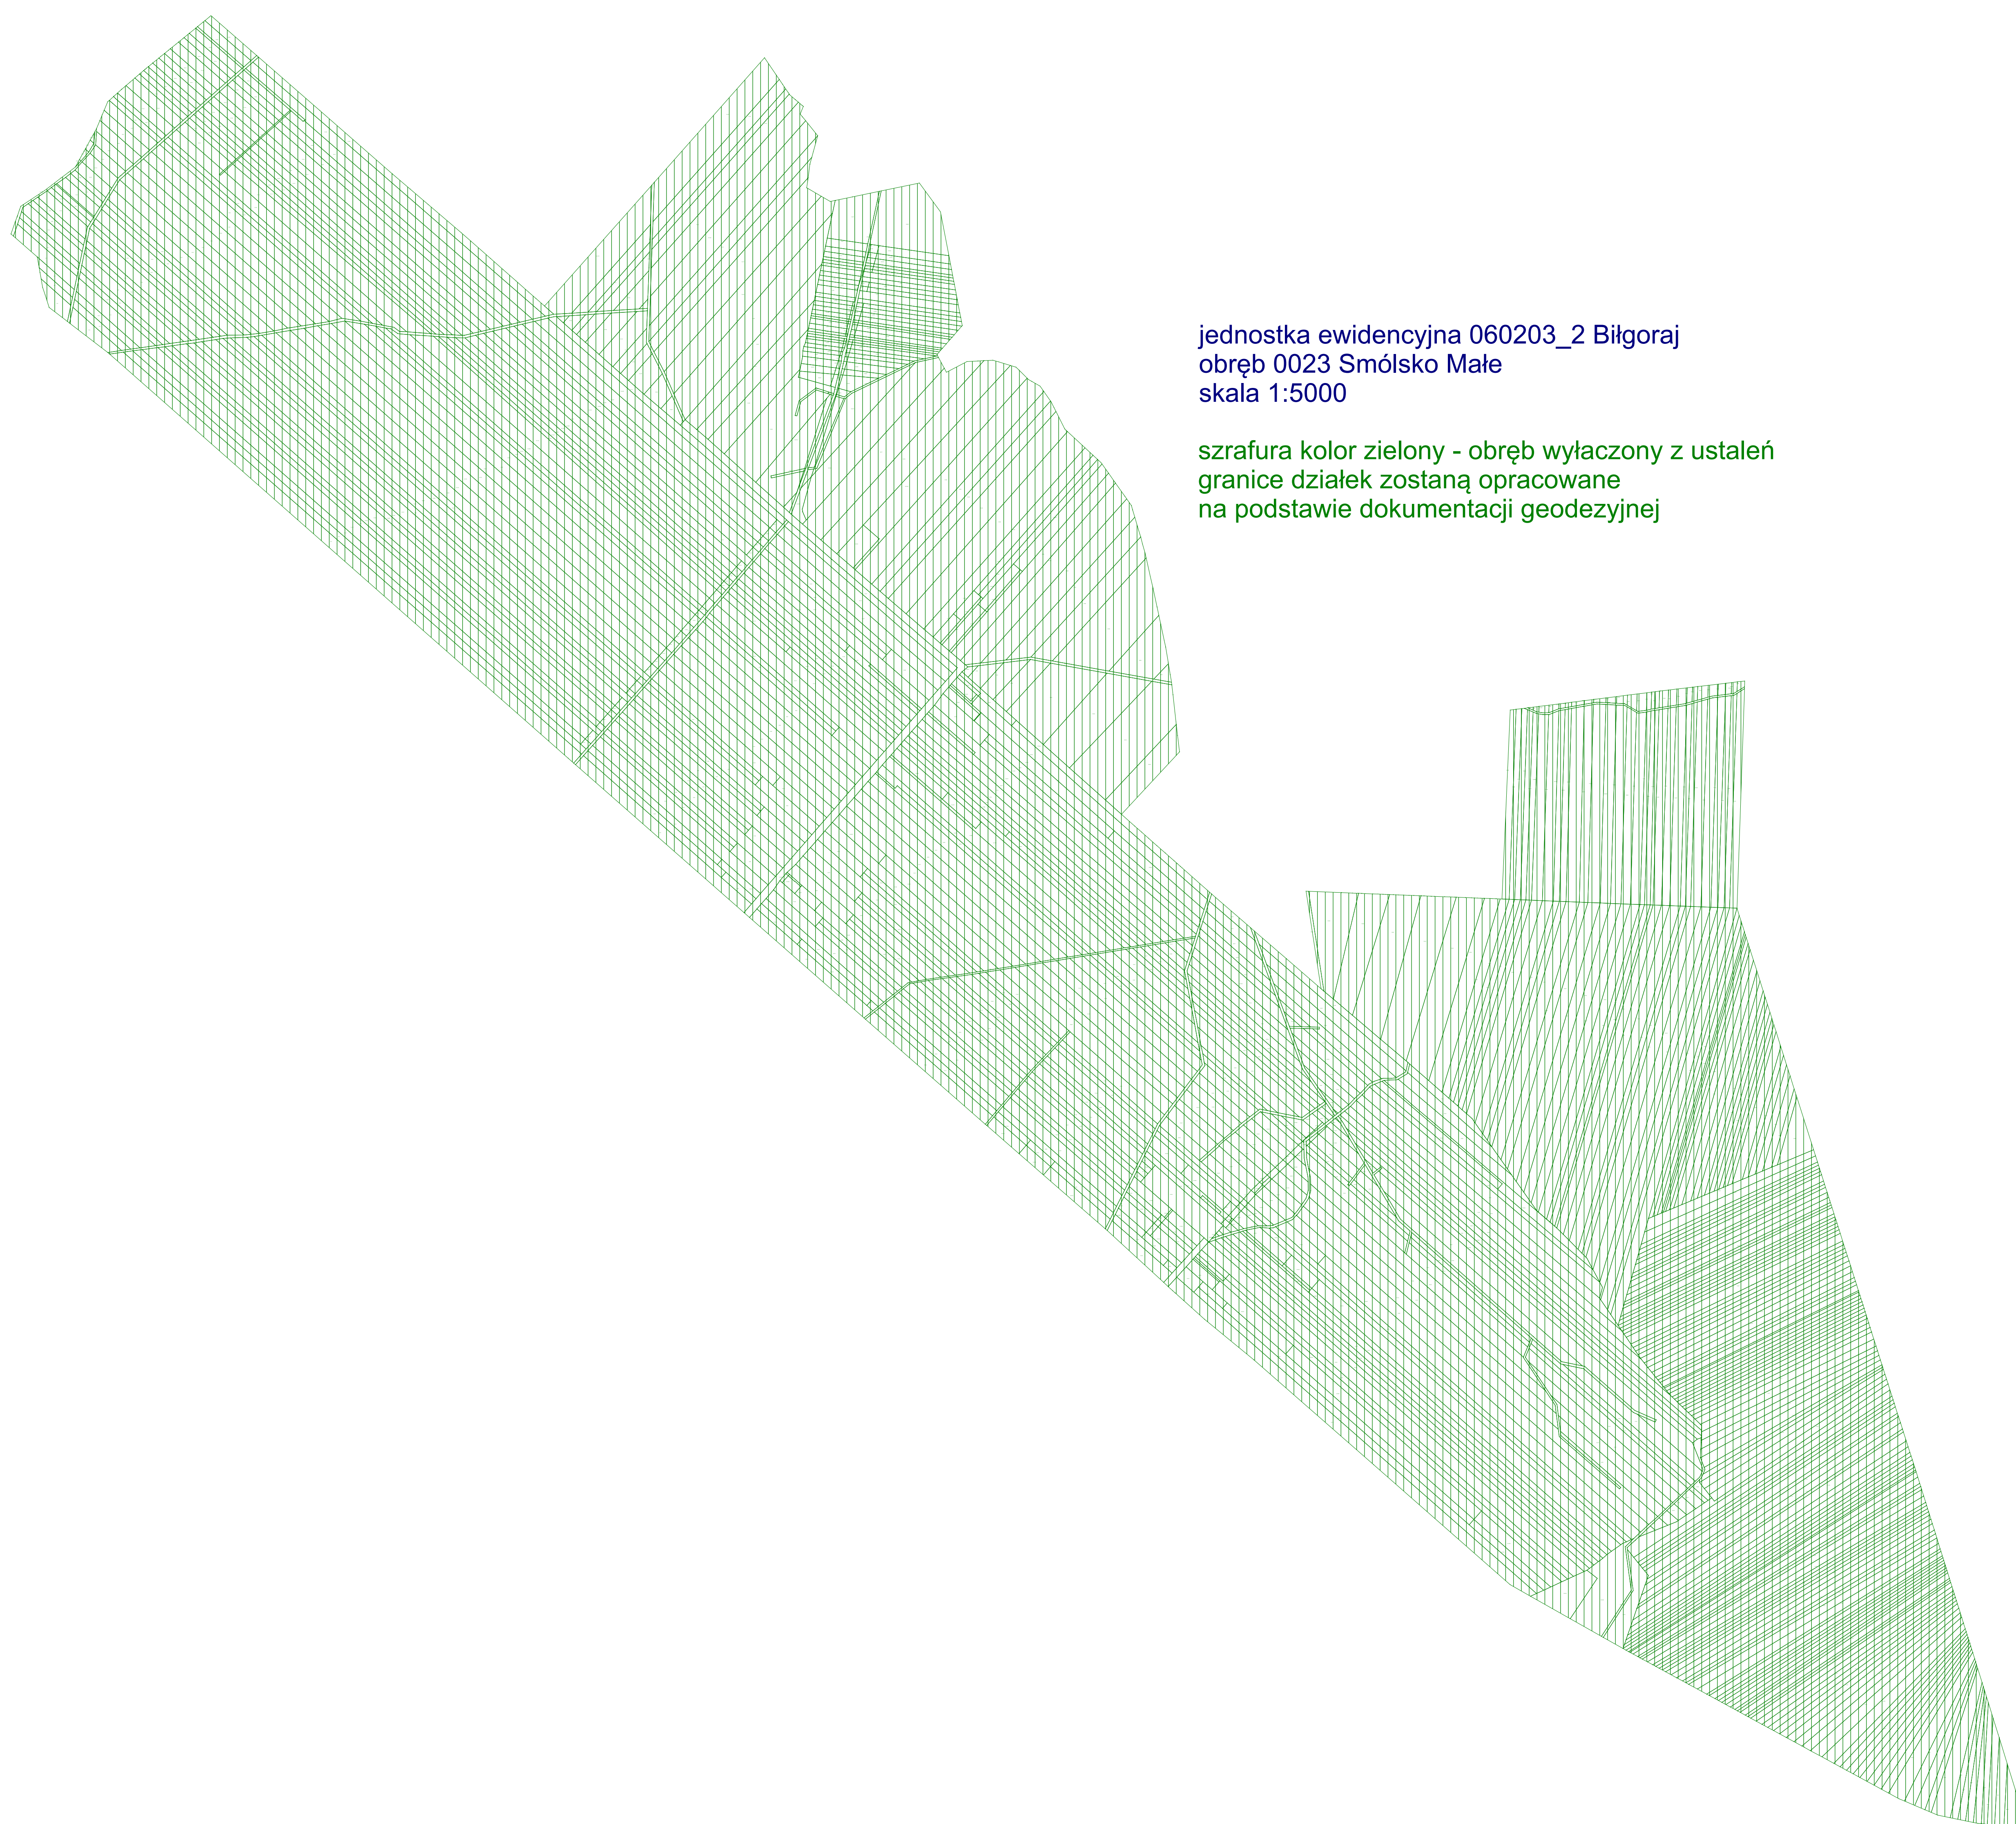 jednostka ewidencyjna 060203_2 Biłgoraj
obręb 0023 Smólsko Małe
skala 1:5000
szrafura kolor zielony - obręb wyłaczony z ustaleń
granice działek zostaną opracowane
na podstawie dokumentacji geodezyjnej